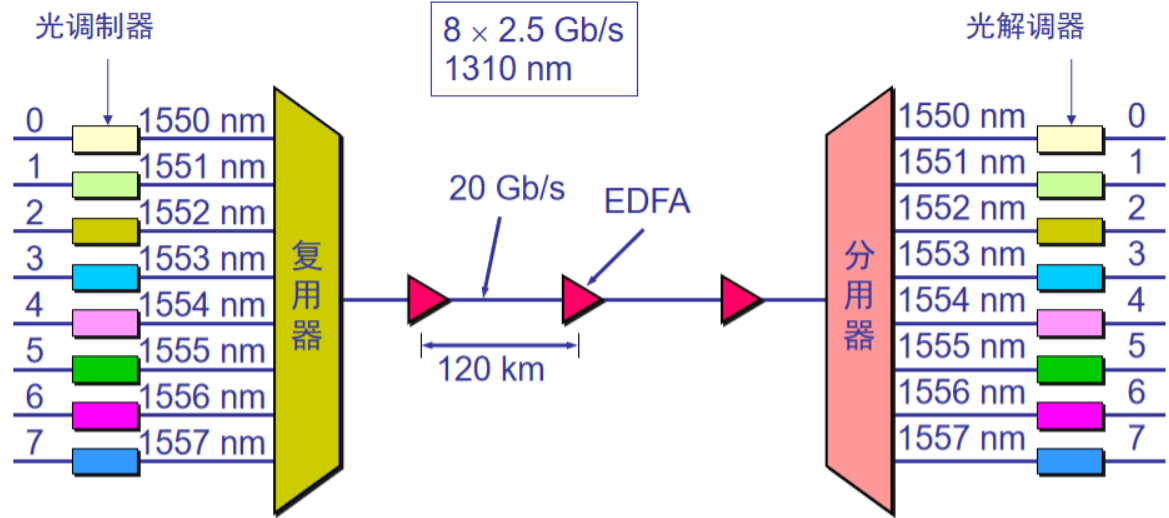 光调制器
8 × 2.5 Gb/s
1310 nm
光解调器
0 1550 nm
1 1551 nm
2 1552 nm
3 1553 nm
4 1554 nm
5 1555 nm
6 1556 nm
7 1557 nm
复用器
20 Gb/s
EDFA
120 km
分用器
1550 nm 0
1551 nm 1
1552 nm 2
1553 nm 3
1554 nm 4
1555 nm 5
1556 nm 6
1557 nm 7